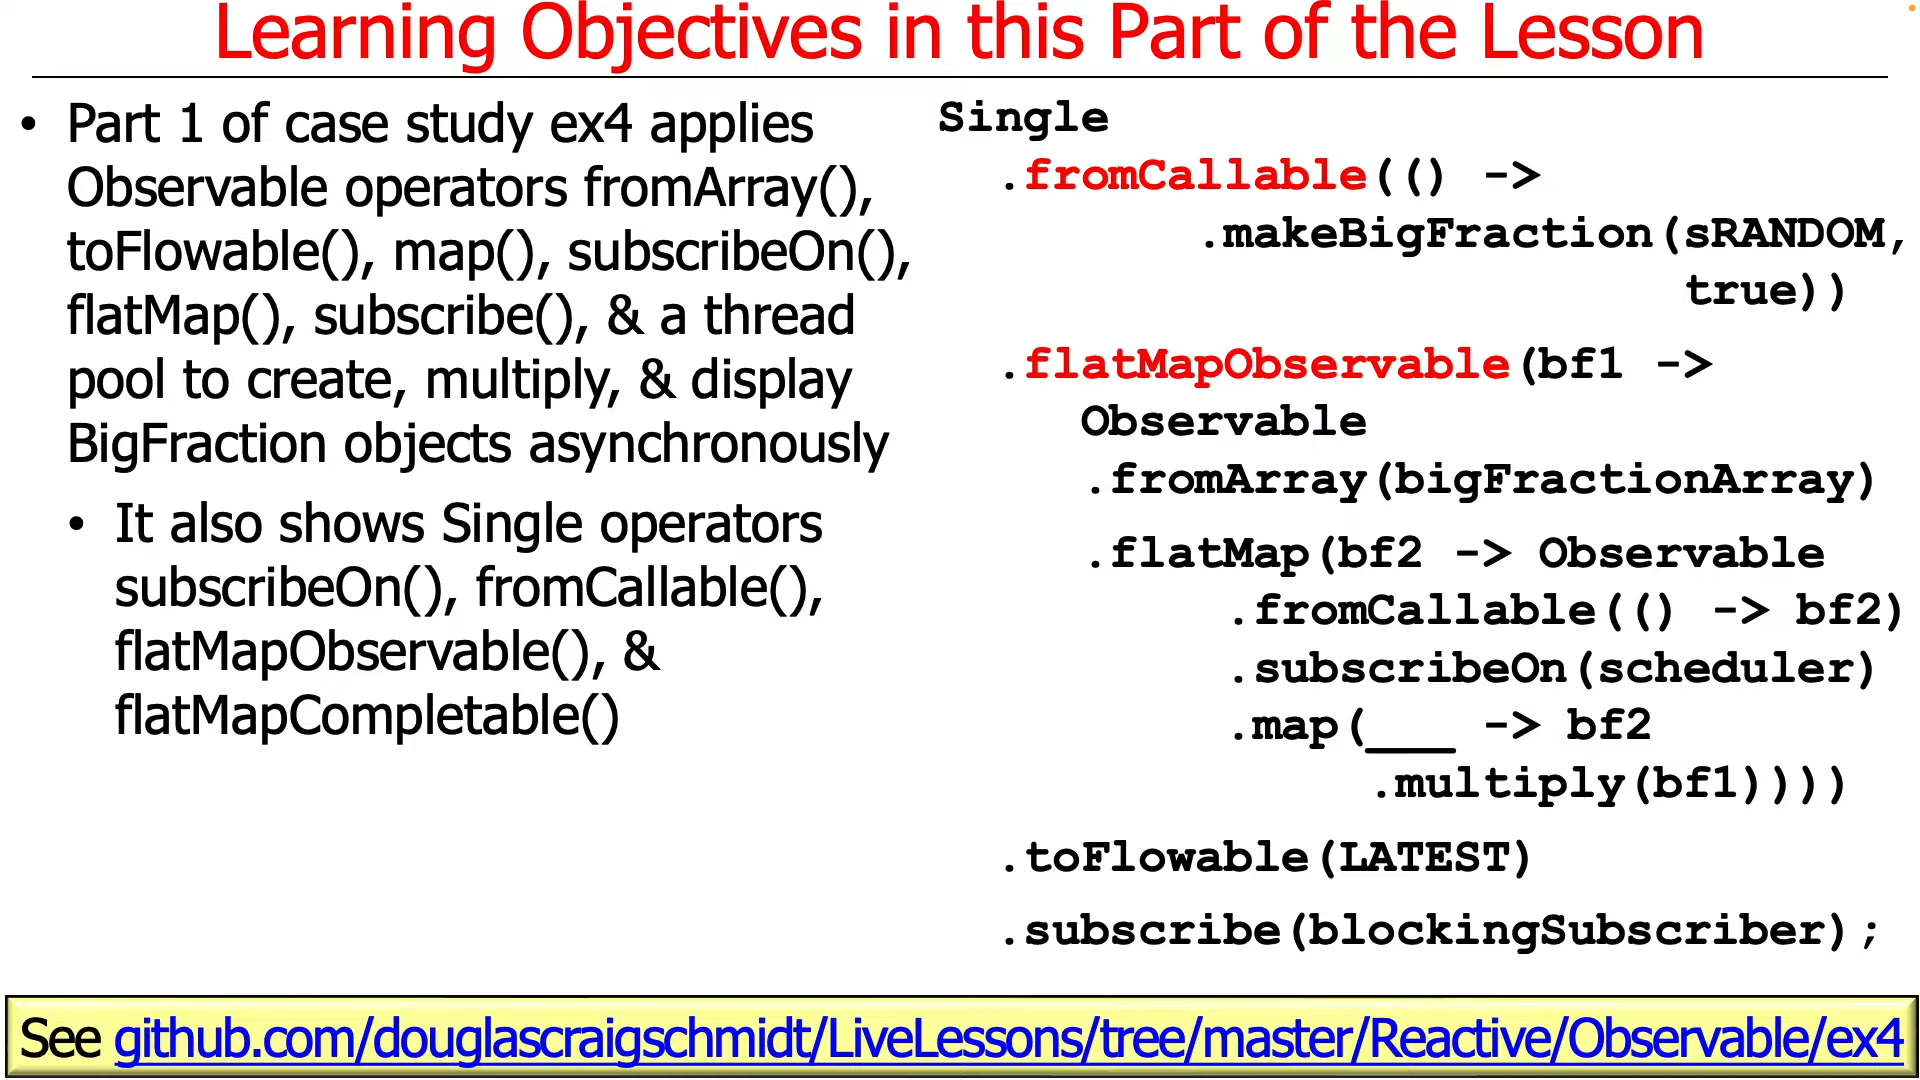 Learning Objectives in this Part of the Lesson
• Part 1 of case study ex4 applies
Observable operators fromArray(),
toFlowable(), map(), subscribeOn(),
flatMap(), subscribe(), & a thread
pool to create, multiply, & display
BigFraction objects asynchronously
• It also shows Single operators
subscribeOn(), fromCallable(),
flatMapObservable(), &
flatMapCompletable()
Single
.fromCallable(() ->
.makeBigFraction(sRANDOM,
true))
.flatMapObservable(bf1 ->
Observable
.fromArray(bigFractionArray)
.flatMap(bf2 -> Observable
.fromCallable(() -> bf2)
.subscribeOn(scheduler)
.map(___ -> bf2
.multiply(bf1))))
.toFlowable(LATEST)
.subscribe(blockingSubscriber);
See github.com/douglascraigschmidt/LiveLessons/tree/master/Reactive/Observable/ex4